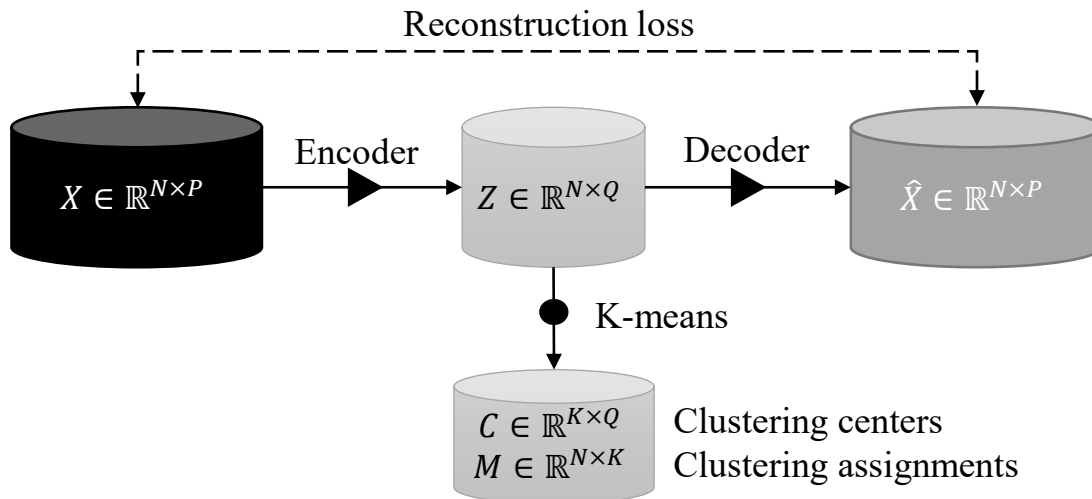 Reconstruction loss
Encoder
Decoder
X ∈ ℝ^{N×P}
Z ∈ ℝ^{N×Q}
X̂ ∈ ℝ^{N×P}
K-means
C ∈ ℝ^{K×Q} Clustering centers
M ∈ ℝ^{N×K} Clustering assignments